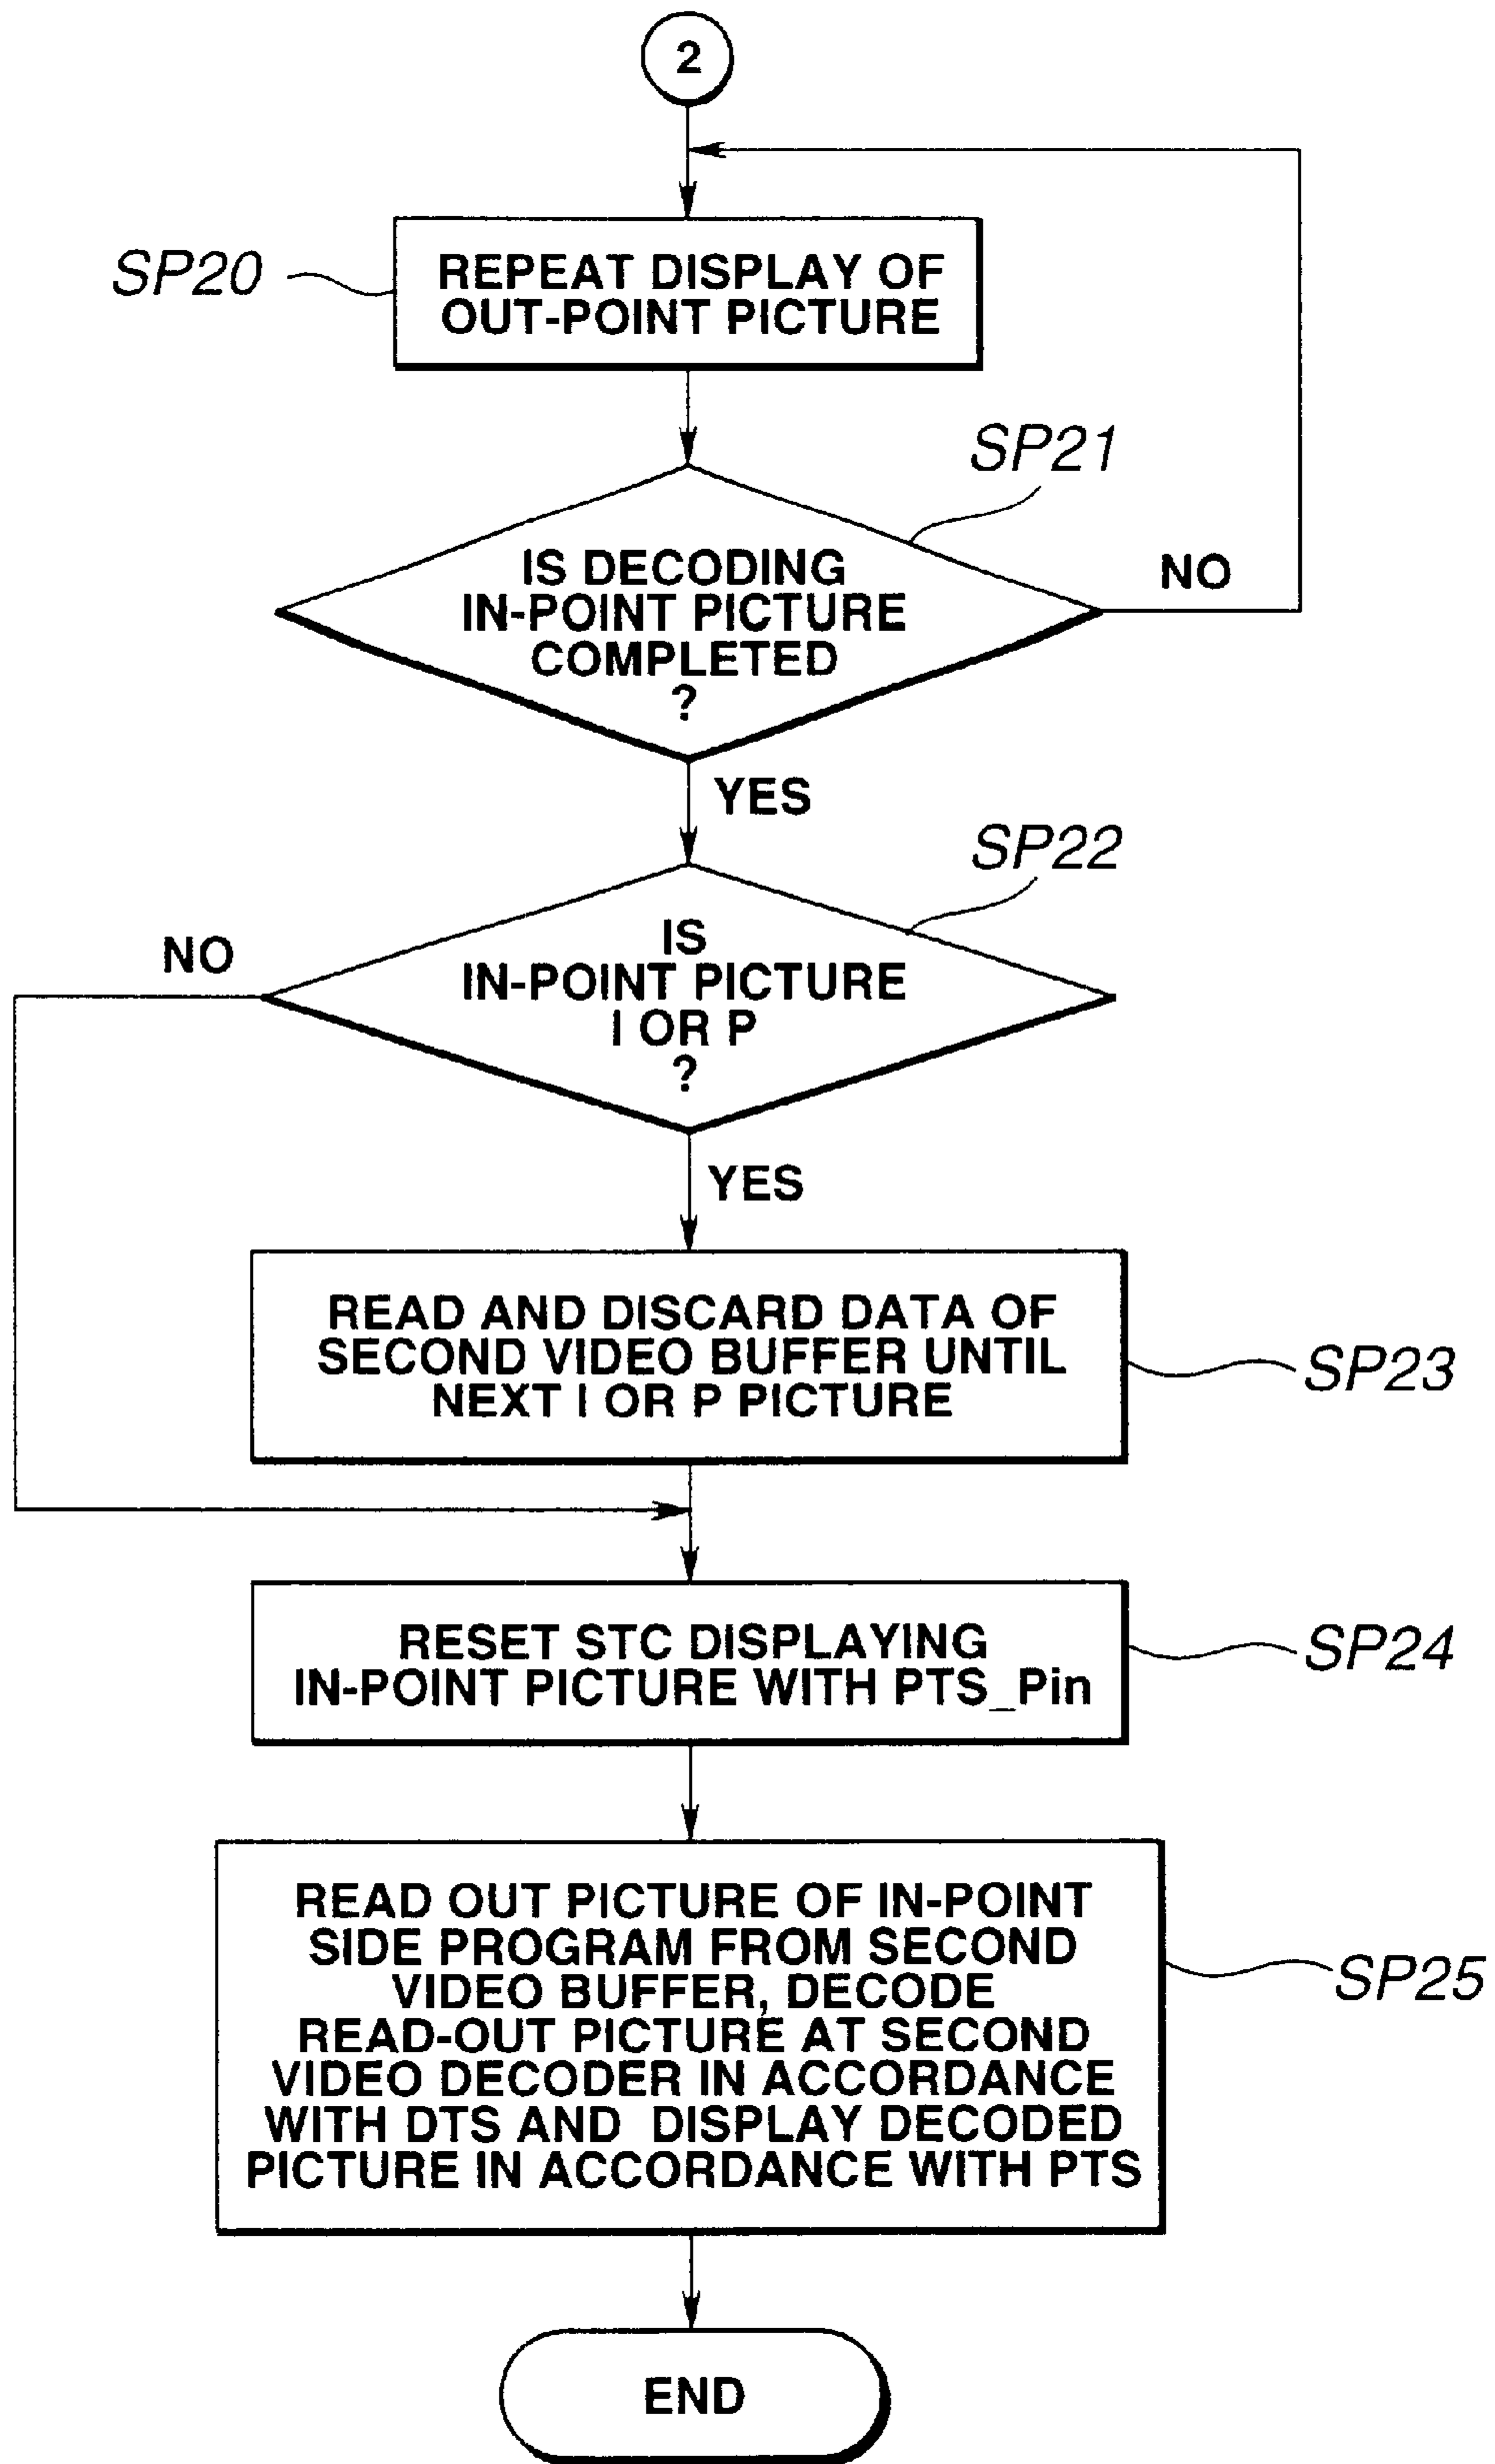 2
SP20
REPEAT DISPLAY OF
OUT-POINT PICTURE
SP21
IS DECODING
IN-POINT PICTURE
COMPLETED
?
NO
YES
SP22
IS
IN-POINT PICTURE
I OR P
?
NO
YES
READ AND DISCARD DATA OF
SECOND VIDEO BUFFER UNTIL
NEXT I OR P PICTURE
SP23
RESET STC DISPLAYING
IN-POINT PICTURE WITH PTS_Pin
SP24
READ OUT PICTURE OF IN-POINT
SIDE PROGRAM FROM SECOND
VIDEO BUFFER, DECODE
READ-OUT PICTURE AT SECOND
VIDEO DECODER IN ACCORDANCE
WITH DTS AND DISPLAY DECODED
PICTURE IN ACCORDANCE WITH PTS
SP25
END